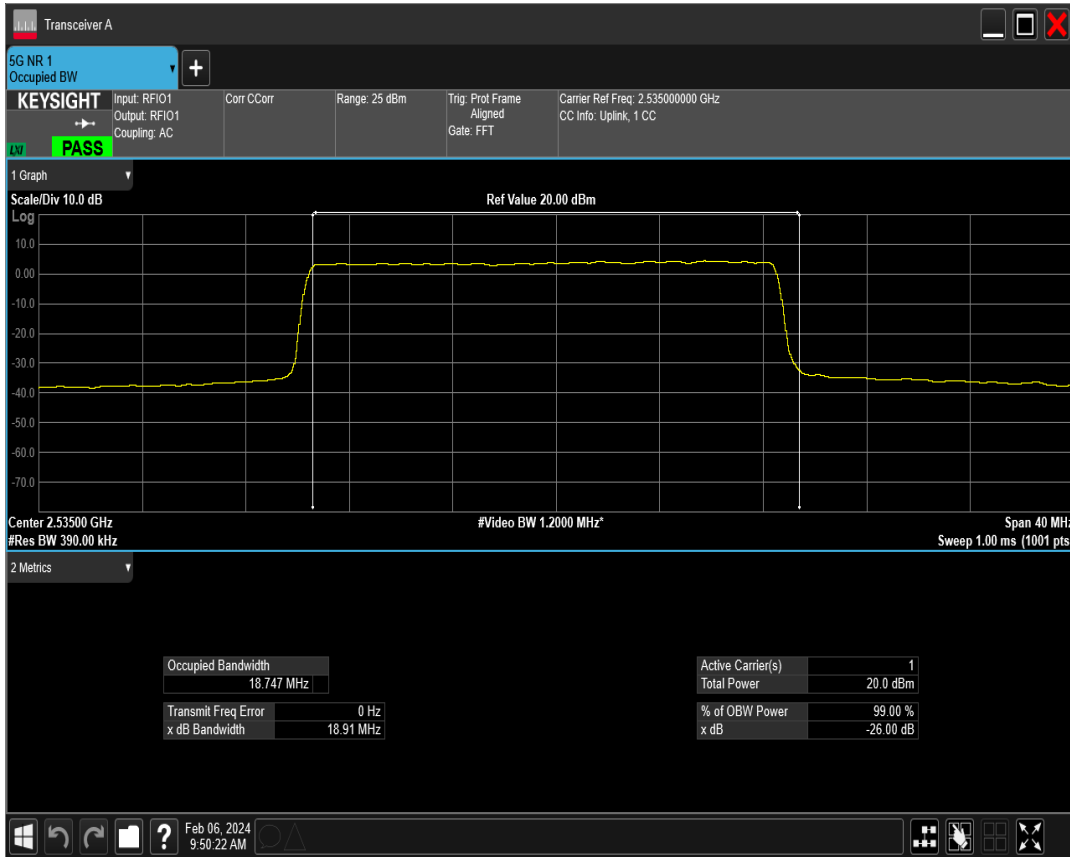 Transceiver A
5G NR 1
Occupied BW
KEYSIGHT
Input: RFIO1
Output: RFIO1
Coupling: AC
Corr CCorr
Range: 25 dBm
Trig: Prot Frame
Aligned
Gate: FFT
Carrier Ref Freq: 2.535000000 GHz
CC Info: Uplink, 1 CC
LXI
PASS
1 Graph
Scale/Div 10.0 dB
Ref Value 20.00 dBm
Log
10.0
0.00
-10.0
-20.0
-30.0
-40.0
-50.0
-60.0
-70.0
Center 2.53500 GHz
#Video BW 1.2000 MHz*
Span 40 MHz
#Res BW 390.00 kHz
Sweep 1.00 ms (1001 pts
2 Metrics
Occupied Bandwidth
18.747 MHz
Transmit Freq Error 0 Hz
x dB Bandwidth 18.91 MHz
Active Carrier(s) 1
Total Power 20.0 dBm
% of OBW Power 99.00 %
x dB -26.00 dB
?
Feb 06, 2024
9:50:22 AM